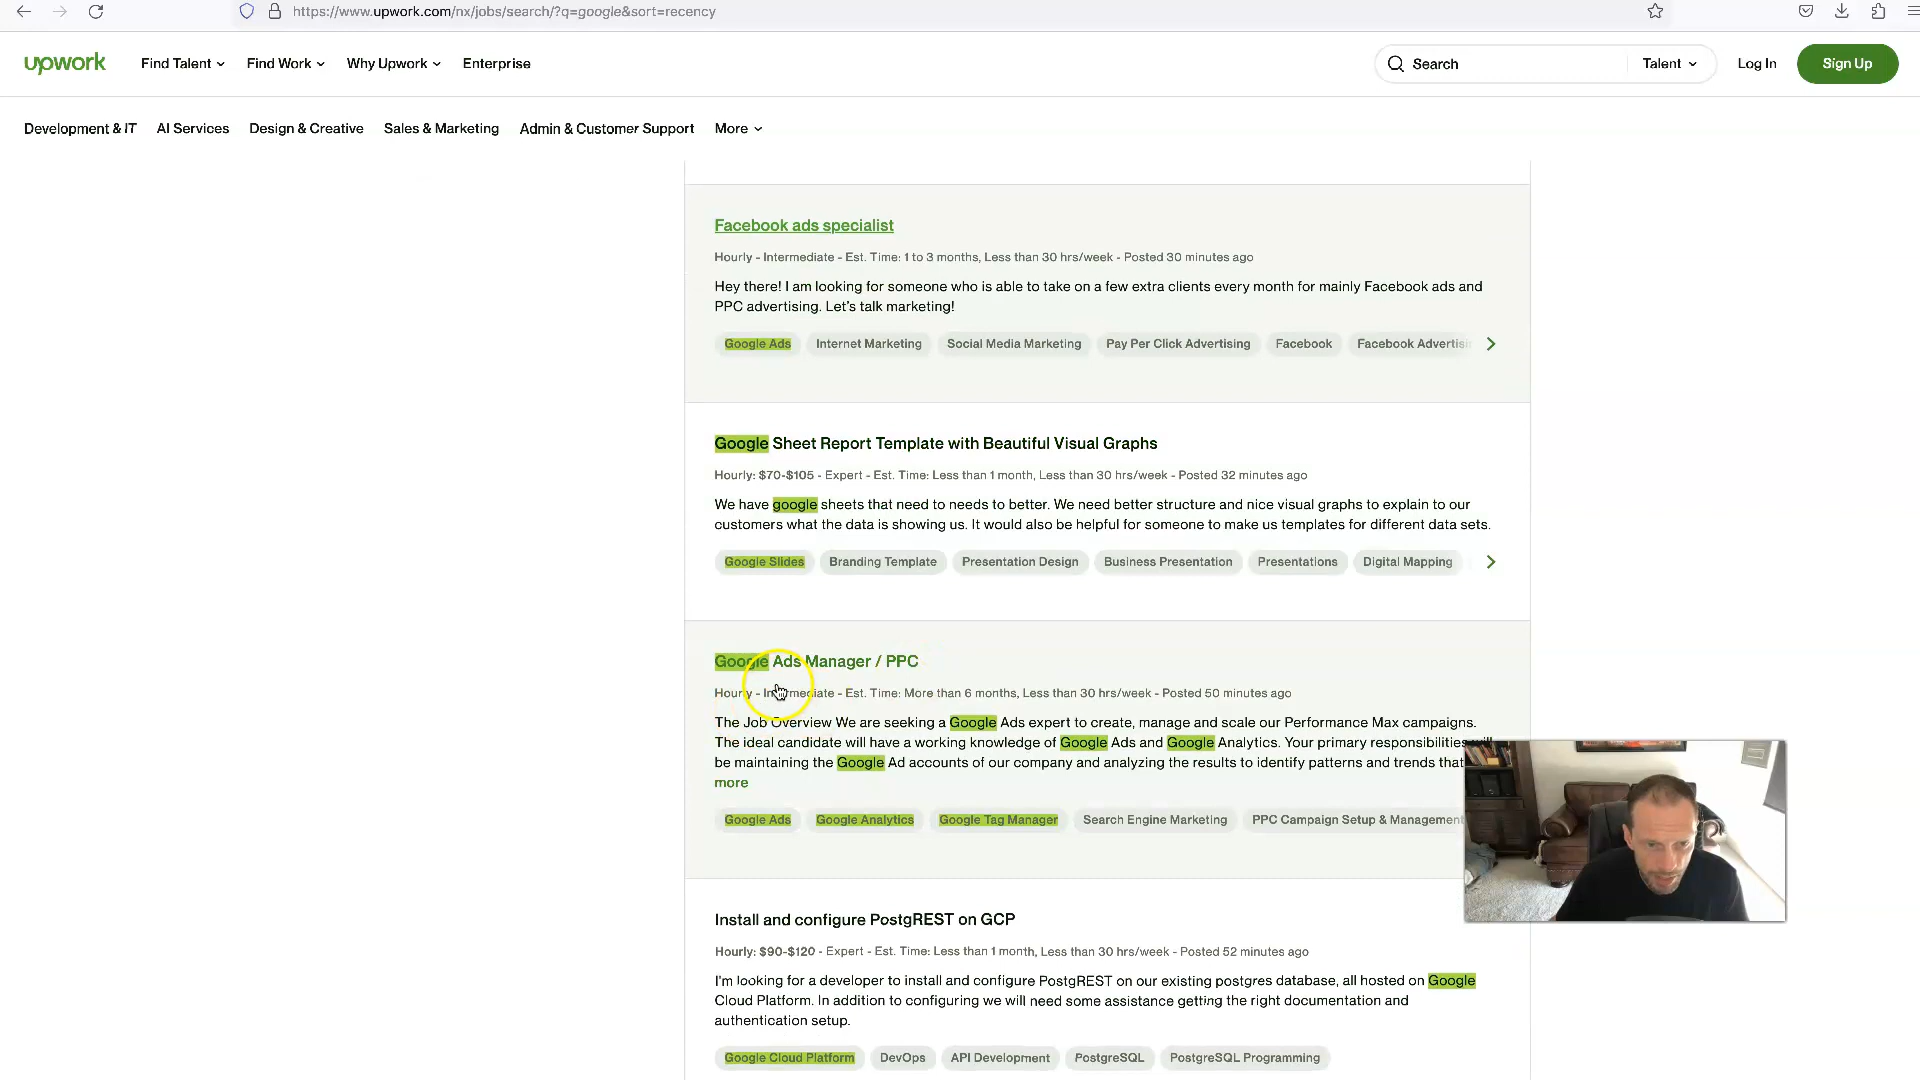 https://www.upwork.com/nx/jobs/search/?q=google&sort=recency
upwork
Find Talent
Find Work
Why Upwork
Enterprise
Search
Talent
Log In
Sign Up
Development & IT
AI Services
Design & Creative
Sales & Marketing
Admin & Customer Support
More
Facebook ads specialist
Hourly - Intermediate - Est. Time: 1 to 3 months, Less than 30 hrs/week - Posted 30 minutes ago
Hey there! I am looking for someone who is able to take on a few extra clients every month for mainly Facebook ads and
PPC advertising. Let's talk marketing!
Google Ads
Internet Marketing
Social Media Marketing
Pay Per Click Advertising
Facebook
Facebook
Google Sheet Report Template with Beautiful Visual Graphs
Hourly: $70-$105 - Expert - Est. Time: Less than 1 month, Less than 30 hrs/week - Posted 32 minutes ago
We have google sheets that need to needs to better. We need better structure and nice visual graphs to explain to our
customers what the data is showing us. It would also be helpful for someone to make us templates for different data sets.
Google Slides
Branding Template
Presentation Design
Business Presentation
Presentations
Digital Mapping
Google Ads Manager / PPC
Hourly - Intermediate - Est. Time: More than 6 months, Less than 30 hrs/week - Posted 50 minutes ago
The Job Overview We are seeking a Google Ads expert to create, manage and scale our Performance Max campaigns.
The ideal candidate will have a working knowledge of Google Ads and Google Analytics. Your primary responsibilities will
be maintaining the Google Ad accounts of our company and analyzing the results to identify patterns and trends that
more
Google Ads
Google Analytics
Google Tag Manager
Search Engine Marketing
PPC Campaign Setup & Management
Install and configure PostgREST on GCP
Hourly: $90-$120 - Expert - Est. Time: Less than 1 month, Less than 30 hrs/week - Posted 52 minutes ago
I'm looking for a developer to install and configure PostgREST on our existing postgres database, all hosted on Google
Cloud Platform. In addition to configuring we will need some assistance getting the right documentation and
authentication setup.
Google Cloud Platform
DevOps
API Development
PostgreSQL
PostgreSQL Programming